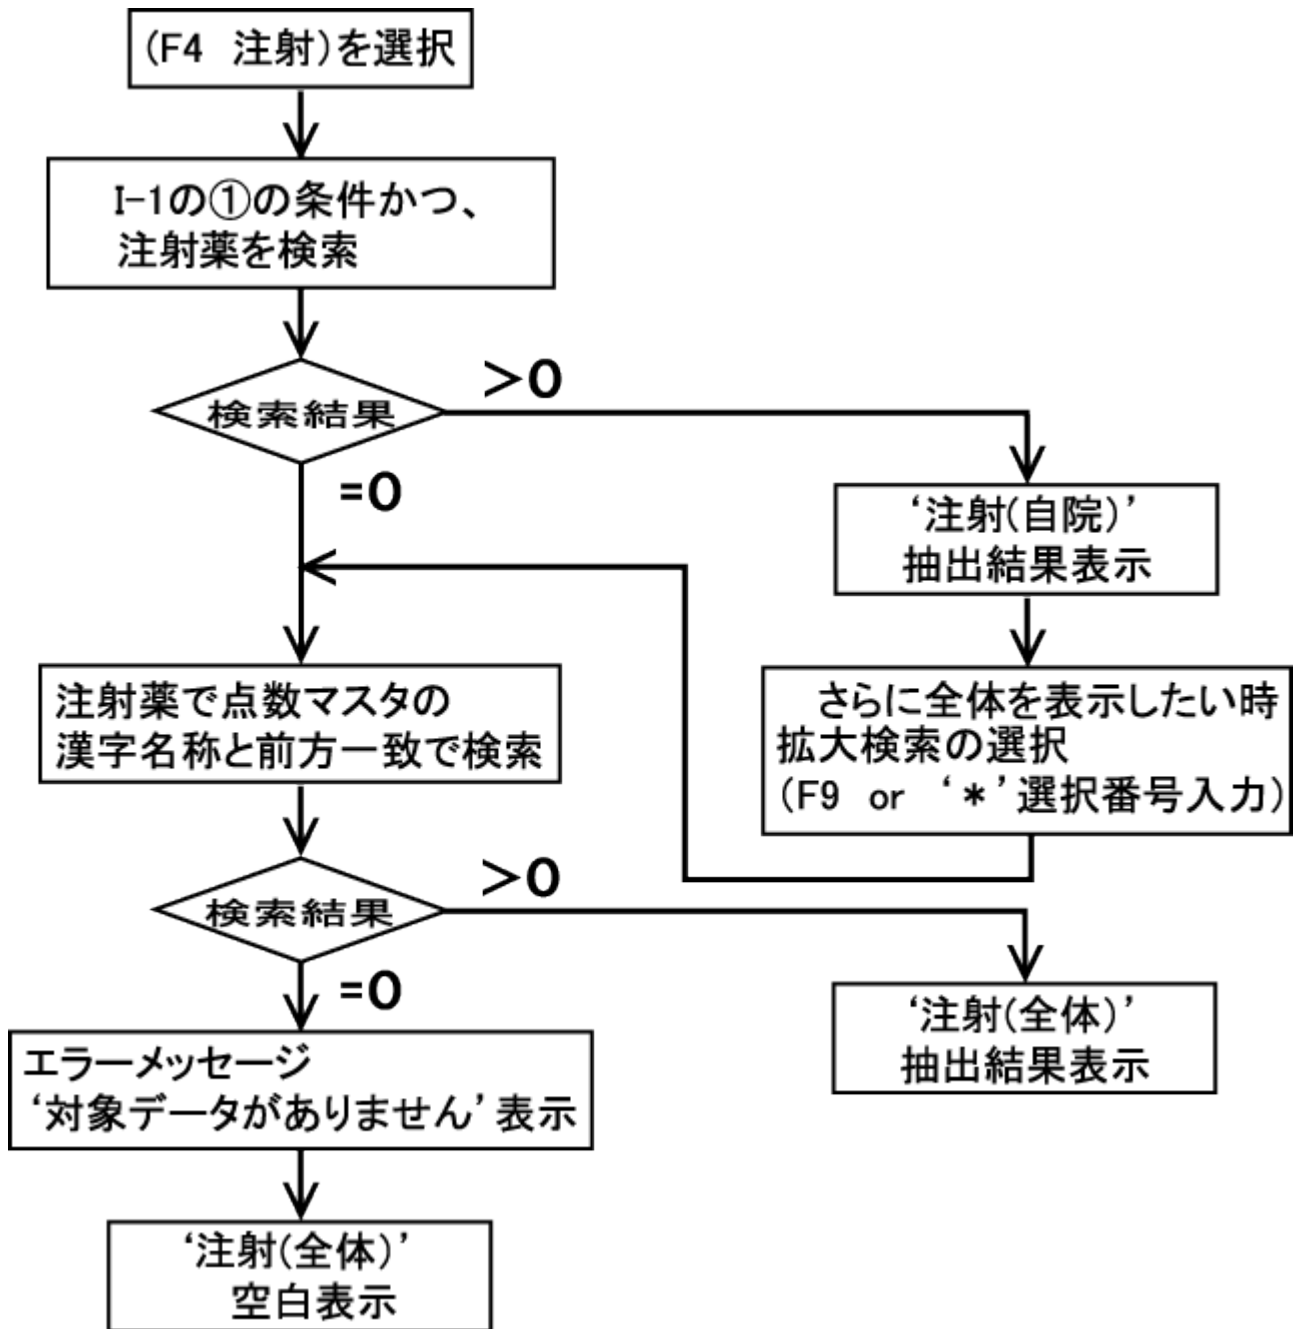 (F4 注射)を選択
I-1の①の条件かつ、
注射薬を検索
検索結果
>0
=0
‘注射(自院)’
抽出結果表示
さらに全体を表示したい時
拡大検索の選択
(F9 or ‘*’選択番号入力)
注射薬で点数マスタの
漢字名称と前方一致で検索
検索結果
>0
=0
‘注射(全体)’
抽出結果表示
エラーメッセージ
‘対象データがありません’表示
‘注射(全体)’
空白表示